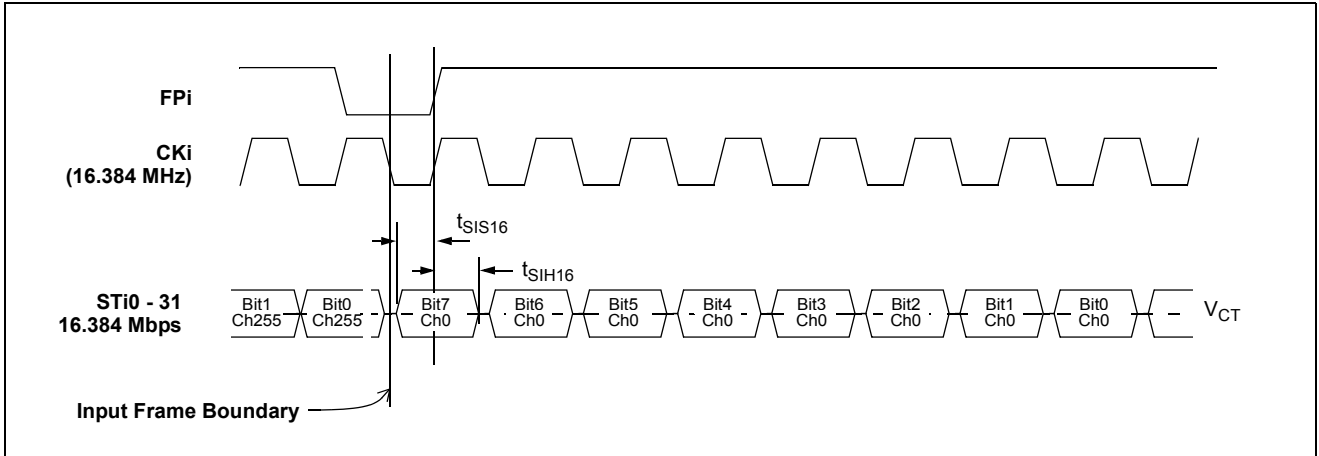 FPi
CKi
(16.384 MHz)
tSIS16
tSIH16
STi0 - 31
16.384 Mbps
Bit1
Ch255
Bit0
Ch255
Bit7
Ch0
Bit6
Ch0
Bit5
Ch0
Bit4
Ch0
Bit3
Ch0
Bit2
Ch0
Bit1
Ch0
Bit0
Ch0
VCT
Input Frame Boundary